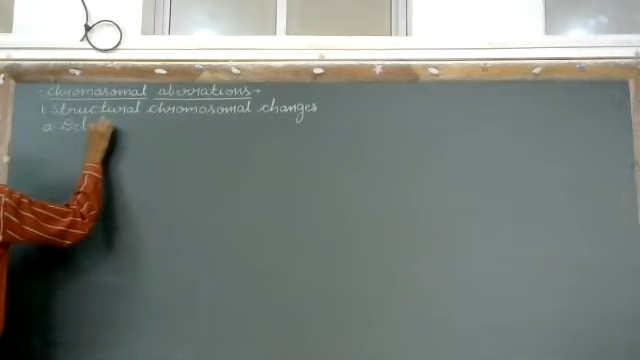 Chromosomal aberrations→
1. Structural chromosomal changes
a.